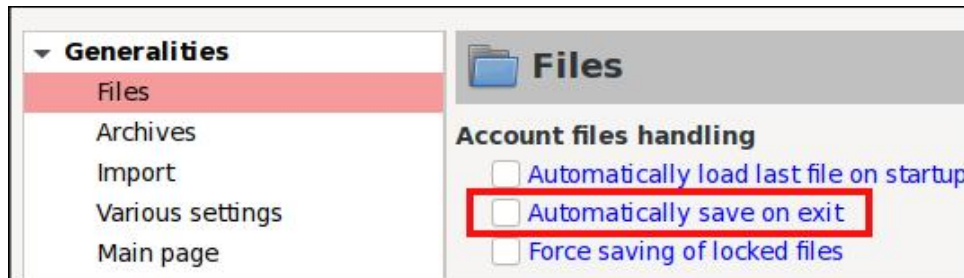 Generalities
Files
Archives
Import
Various settings
Main page
Files
Account files handling
Automatically load last file on startup
Automatically save on exit
Force saving of locked files